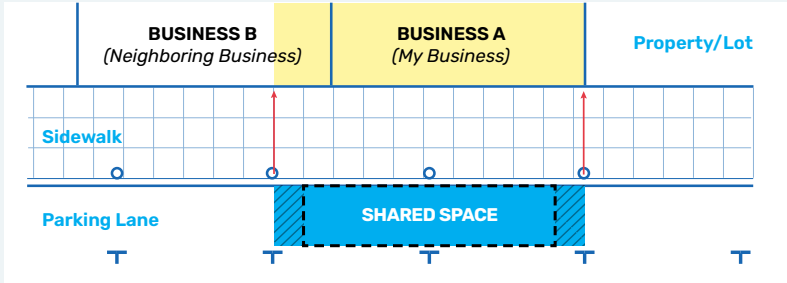 BUSINESS B
(Neighboring Business)
BUSINESS A
(My Business)
Property/Lot
Sidewalk
SHARED SPACE
Parking Lane